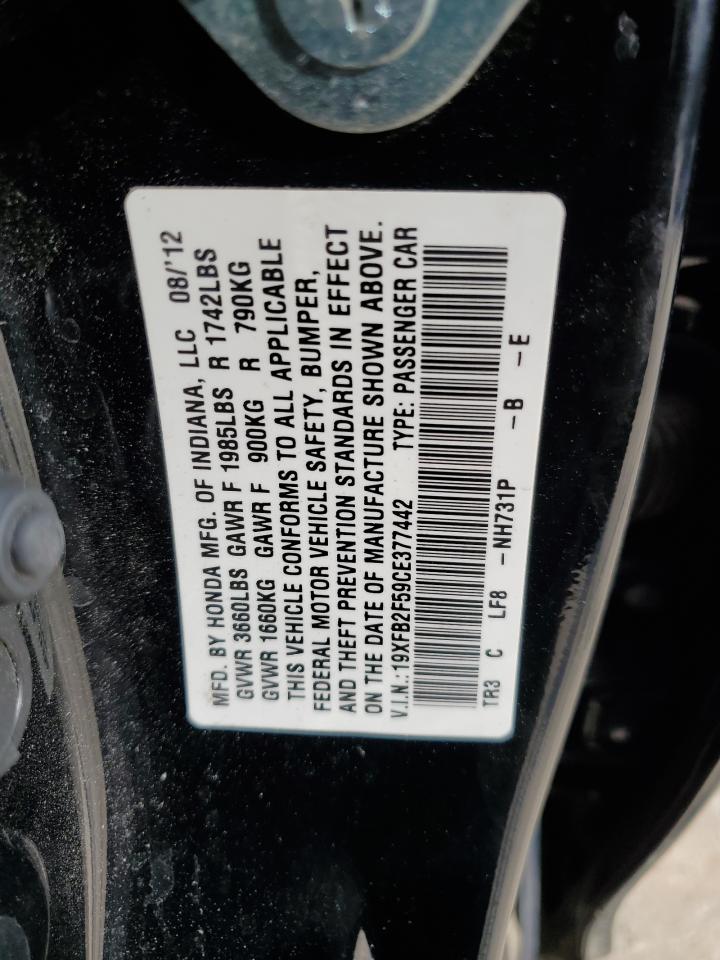 MFD. BY HONDA MFG. OF INDIANA, LLC 08/'12
GVWR 3660LBS GAWR F 1985LBS R 1742LBS
GVWR 1660KG GAWR F 900KG R 790KG
THIS VEHICLE CONFORMS TO ALL APPLICABLE
FEDERAL MOTOR VEHICLE SAFETY, BUMPER,
AND THEFT PREVENTION STANDARDS IN EFFECT
ON THE DATE OF MANUFACTURE SHOWN ABOVE.
V.I.N.: 19XFB2F59CE377442 TYPE: PASSENGER CAR
TR3 C LF8 -NH731P -B -E